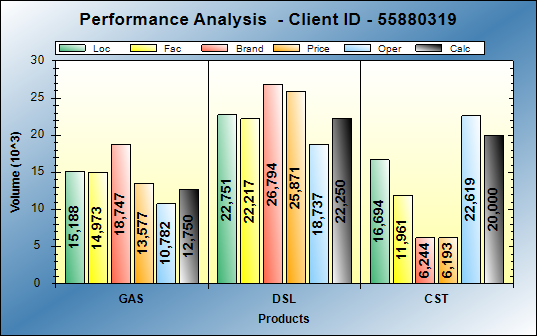 Performance Analysis - Client ID - 55880319
Loc Fac Brand Price Oper Calc
Volume (10^3)
30
25
20
15
10
5
0
15,188 14,973 18,747 13,577 10,782 12,750
22,751 22,217 26,794 25,871 18,737 22,250
16,694 11,961 6,244 6,193 22,619 20,000
GAS DSL CST
Products